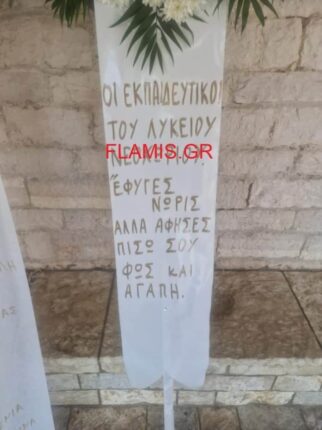 ΟΙ ΕΚΠΑΙΔΕΥΤΙΚΟΙ
ΤΟΥ ΛΥΚΕΙΟΥ
FLAMIS.GR
ΈΦΥΓΕΣ
ΝΩΡΙΣ
ΑΛΛΑ ΑΦΗΣΕΣ
ΠΙΣΩ ΣΟΥ
ΦΩΣ ΚΑΙ
ΑΓΑΠΗ.